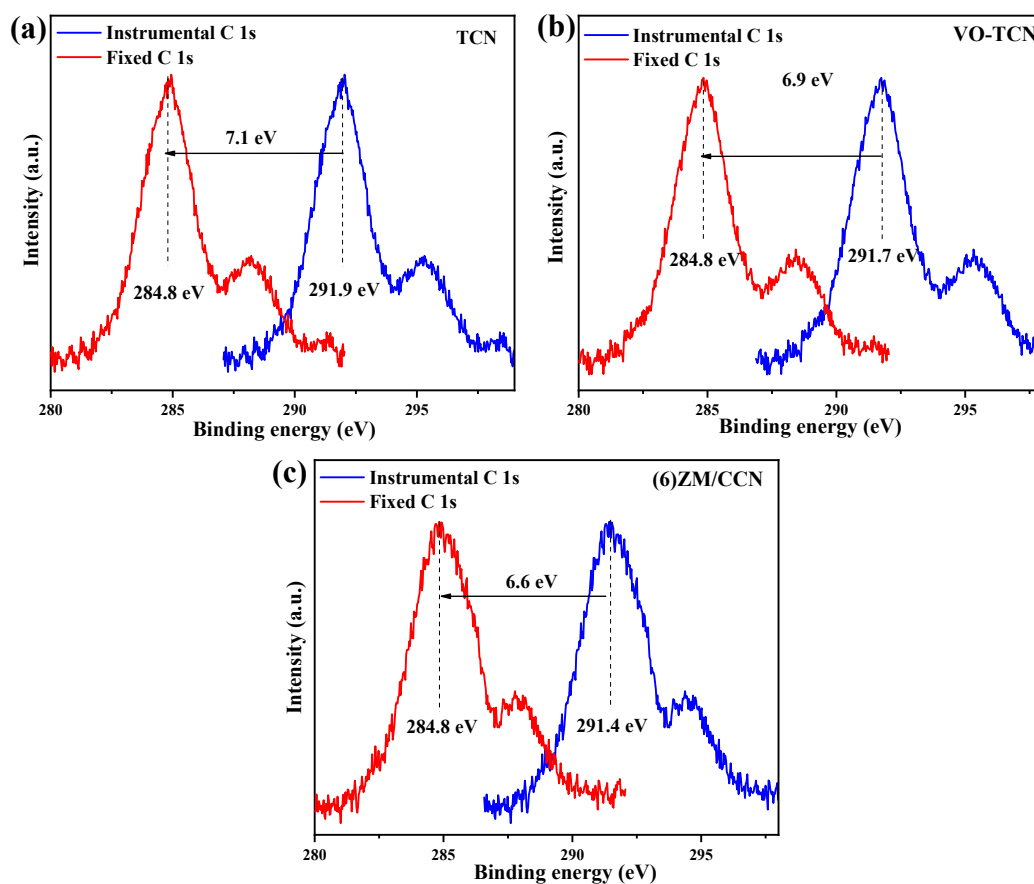 (a)
Instrumental C 1s
Fixed C 1s
TCN
7.1 eV
284.8 eV
291.9 eV
Intensity (a.u.)
280 285 290 295
Binding energy (eV)
(b)
Instrumental C 1s
Fixed C 1s
VO-TCN
6.9 eV
284.8 eV
291.7 eV
Intensity (a.u.)
280 285 290 295
Binding energy (eV)
(c)
Instrumental C 1s
Fixed C 1s
(6)ZM/CCN
6.6 eV
284.8 eV
291.4 eV
Intensity (a.u.)
280 285 290 295
Binding energy (eV)